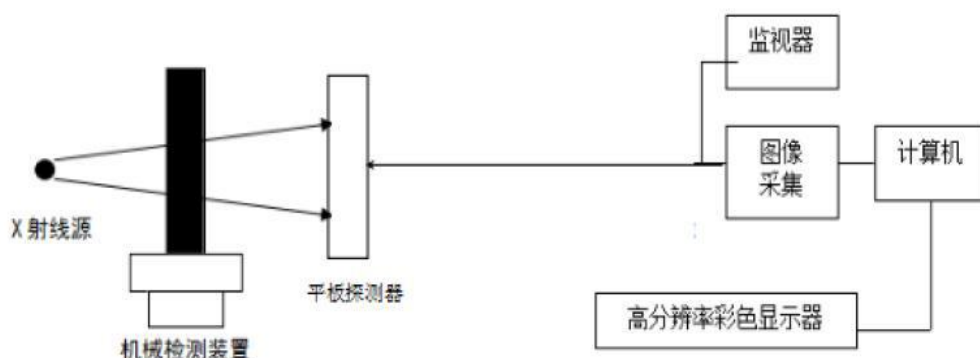 监视器
图像
采集
计算机
X射线源
平板探测器
高分辨率彩色显示器
机械检测装置